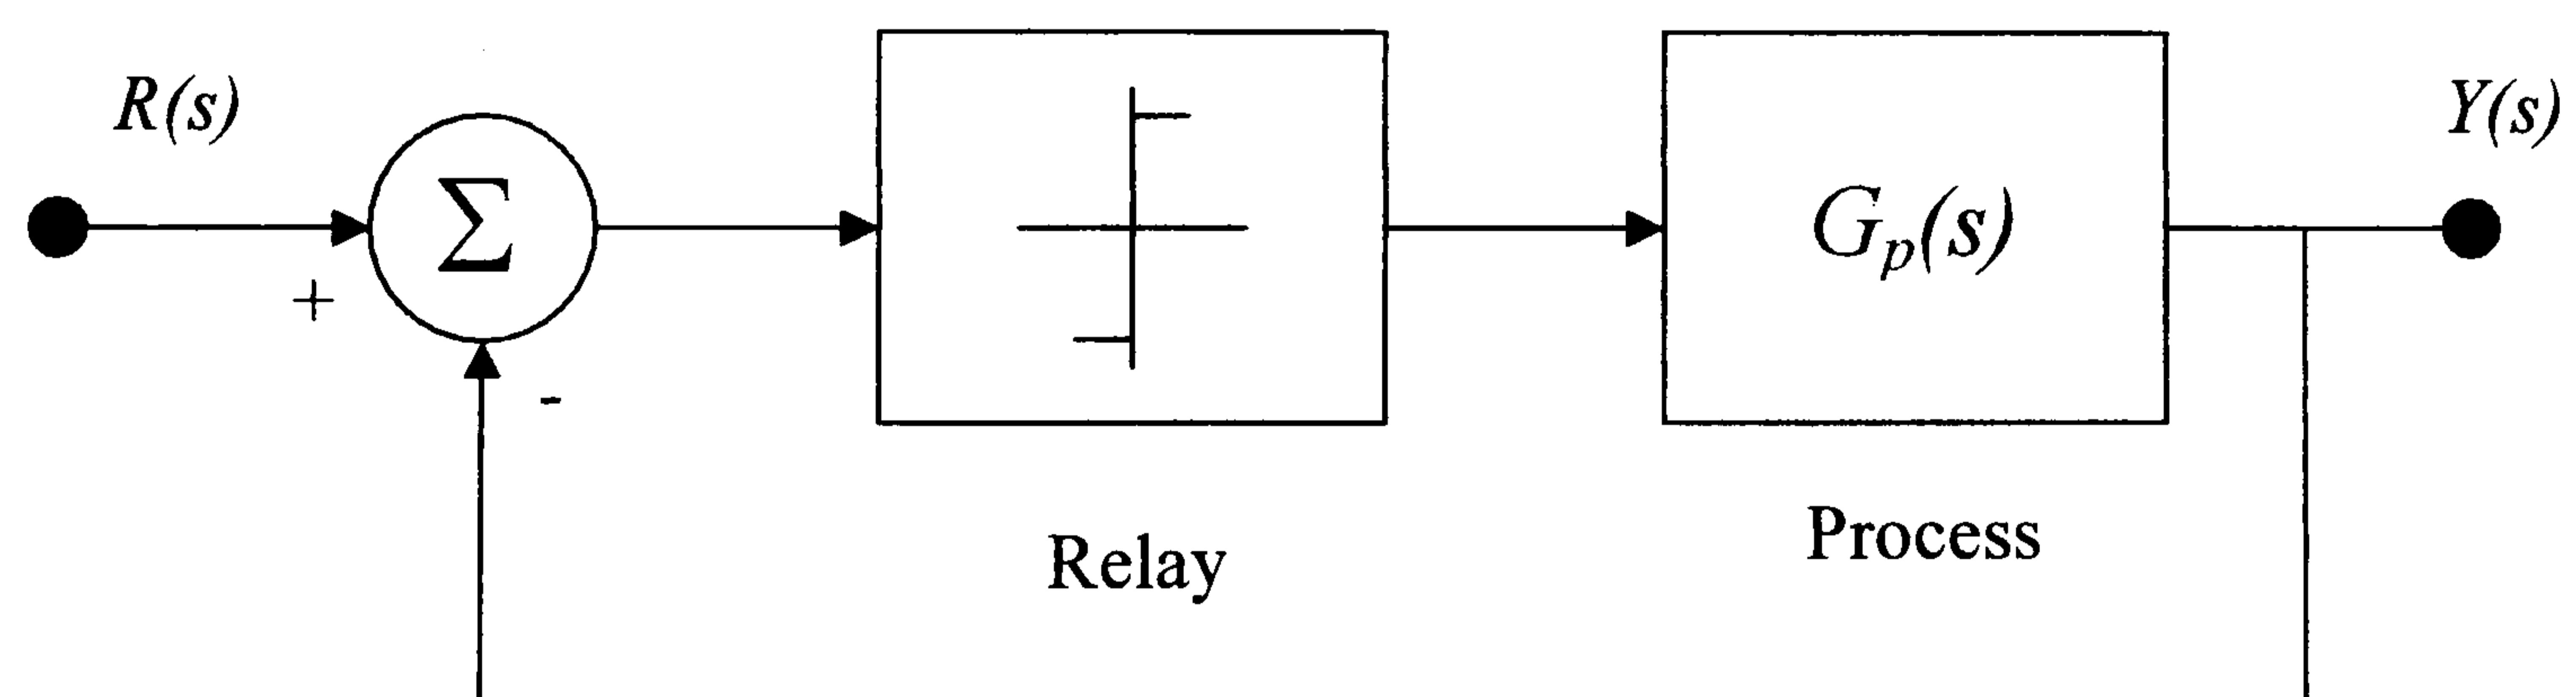 R(s)
Y(s)
Σ
G_p(s)
+
-
Relay
Process